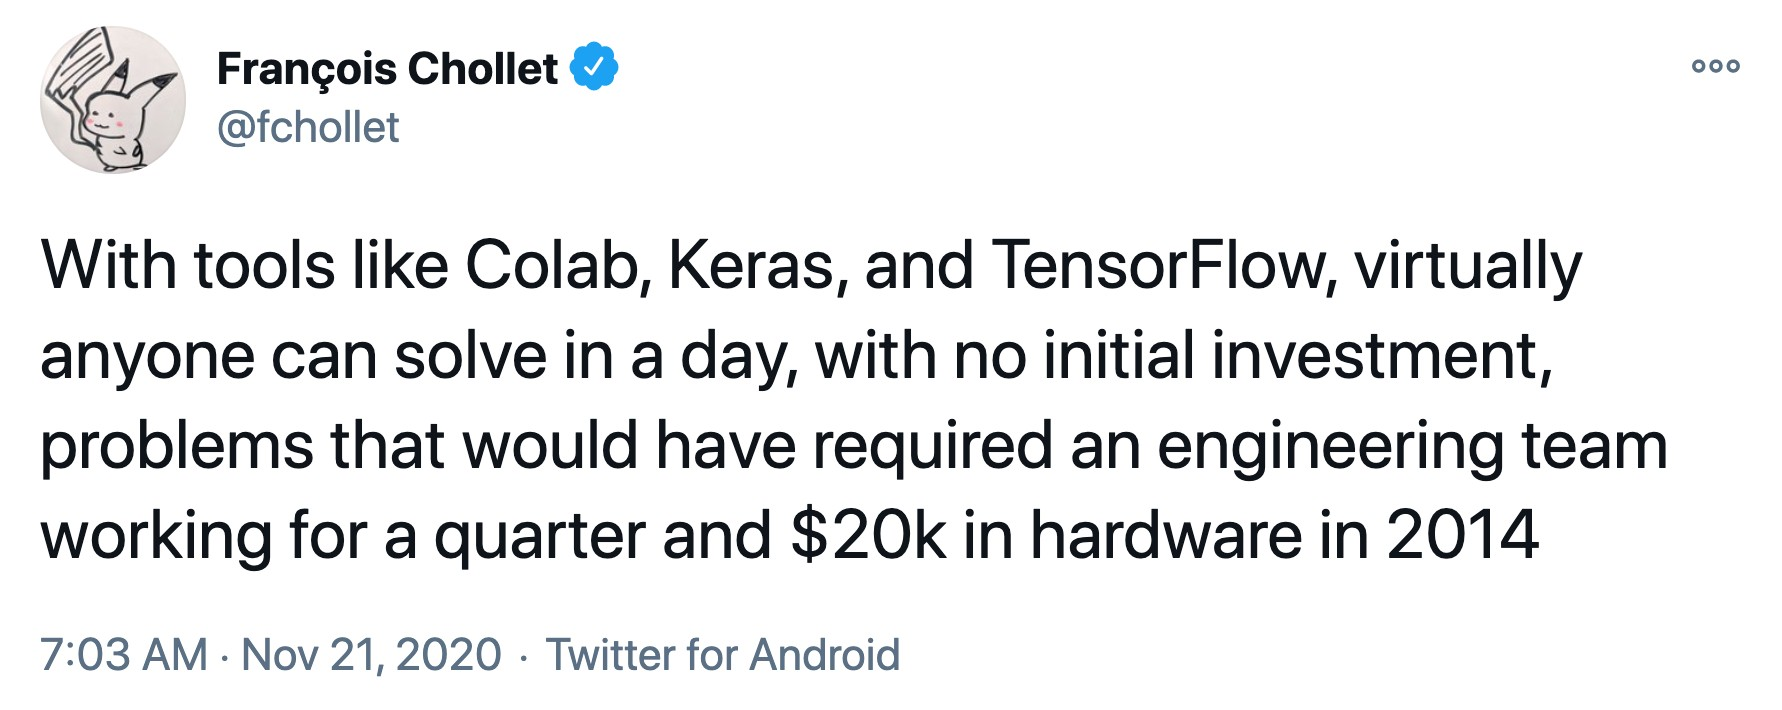 François Chollet
@fchollet
With tools like Colab, Keras, and TensorFlow, virtually
anyone can solve in a day, with no initial investment,
problems that would have required an engineering team
working for a quarter and $20k in hardware in 2014
7:03 AM · Nov 21, 2020 · Twitter for Android